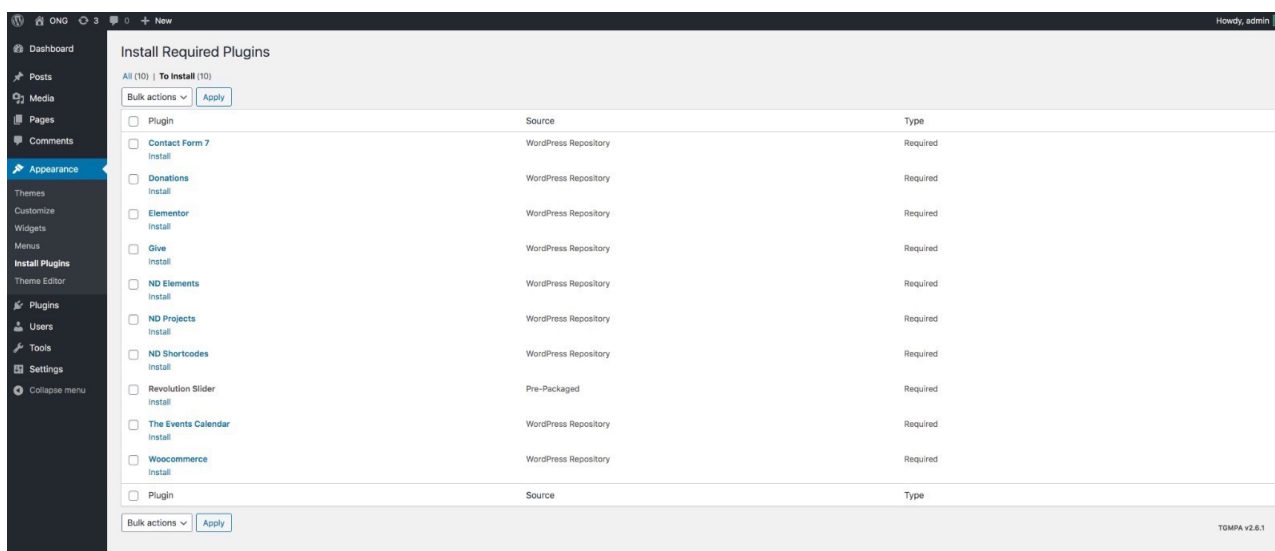 ONG 3 0 + New Howdy, admin
Dashboard
Posts
Media
Pages
Comments
Appearance
Themes
Customize
Widgets
Menus
Install Plugins
Theme Editor
Plugins
Users
Tools
Settings
Collapse menu
Install Required Plugins
All (10) | To Install (10)
Bulk actions Apply
Plugin Source Type
Contact Form 7 WordPress Repository Required
Install
Donations WordPress Repository Required
Install
Elementor WordPress Repository Required
Install
Give WordPress Repository Required
Install
ND Elements WordPress Repository Required
Install
ND Projects WordPress Repository Required
Install
ND Shortcodes WordPress Repository Required
Install
Revolution Slider Pre-Packaged Required
Install
The Events Calendar WordPress Repository Required
Install
Woocommerce WordPress Repository Required
Install
Plugin Source Type
Bulk actions Apply
TGMPA v2.6.1